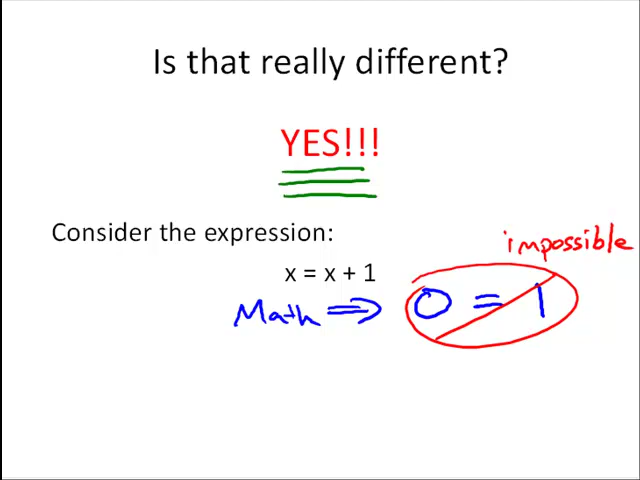 Is that really different?
YES!!!
Consider the expression:
impossible
x = x + 1
Math ⇒ 0 = 1